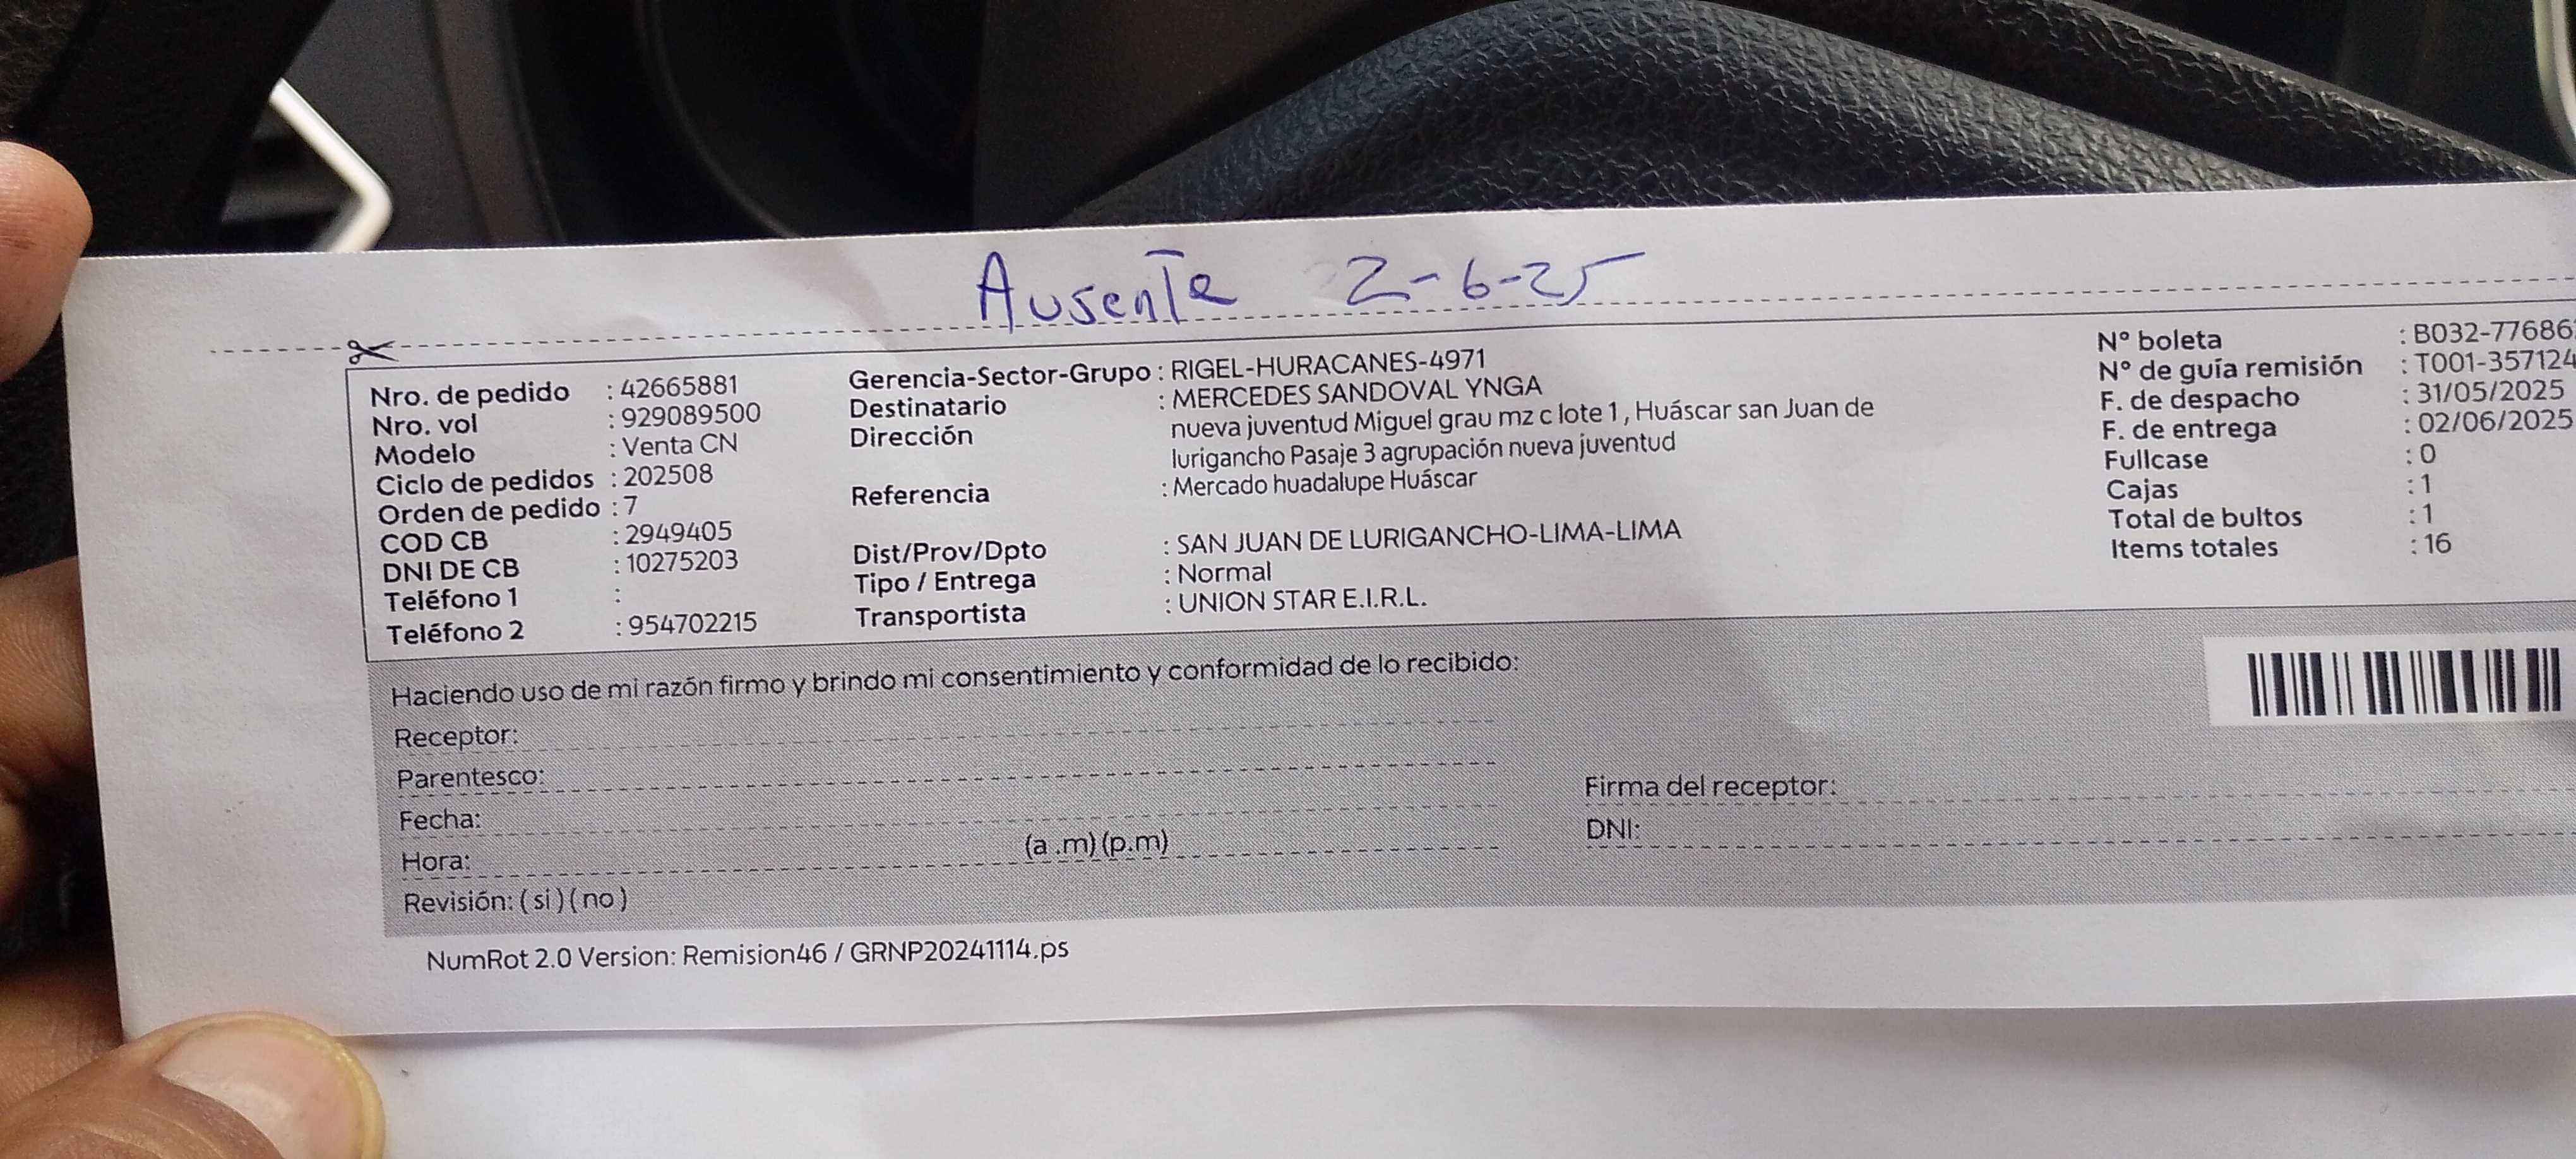 Ausente 2-6-25
Nro. de pedido : 42665881
Nro. vol : 929089500
Modelo : Venta CN
Ciclo de pedidos : 202508
Orden de pedido : 7
COD CB : 2949405
DNI DE CB : 10275203
Teléfono 1 :
Teléfono 2 : 954702215
Gerencia-Sector-Grupo : RIGEL-HURACANES-4971
Destinatario : MERCEDES SANDOVAL YNGA
Dirección nueva juventud Miguel grau mz c lote 1 , Huáscar san Juan de
lurigancho Pasaje 3 agrupación nueva juventud
Referencia : Mercado huadalupe Huáscar
Dist/Prov/Dpto : SAN JUAN DE LURIGANCHO-LIMA-LIMA
Tipo / Entrega : Normal
Transportista : UNION STAR E.I.R.L.
N° boleta : B032-77686
N° de guía remisión : T001-357124
F. de despacho : 31/05/2025
F. de entrega : 02/06/2025
Fullcase : 0
Cajas : 1
Total de bultos : 1
Items totales : 16
Haciendo uso de mi razón firmo y brindo mi consentimiento y conformidad de lo recibido:
Receptor:
Parentesco:
Fecha:
Hora: (a .m) (p.m)
Revisión: ( si ) ( no )
Firma del receptor:
DNI:
NumRot 2.0 Version: Remision46 / GRNP20241114.ps